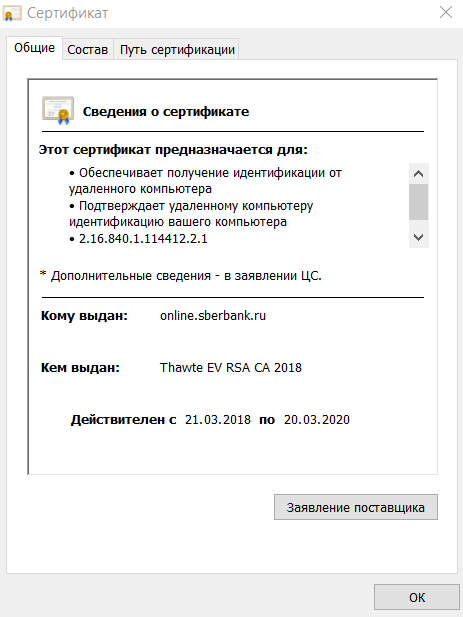 Сертификат
Общие Состав Путь сертификации
Сведения о сертификате
Этот сертификат предназначается для:
• Обеспечивает получение идентификации от
удаленного компьютера
• Подтверждает удаленному компьютеру
идентификацию вашего компьютера
• 2.16.840.1.114412.2.1
* Дополнительные сведения - в заявлении ЦС.
Кому выдан: online.sberbank.ru
Кем выдан: Thawte EV RSA CA 2018
Действителен с 21.03.2018 по 20.03.2020
Заявление поставщика
ОК